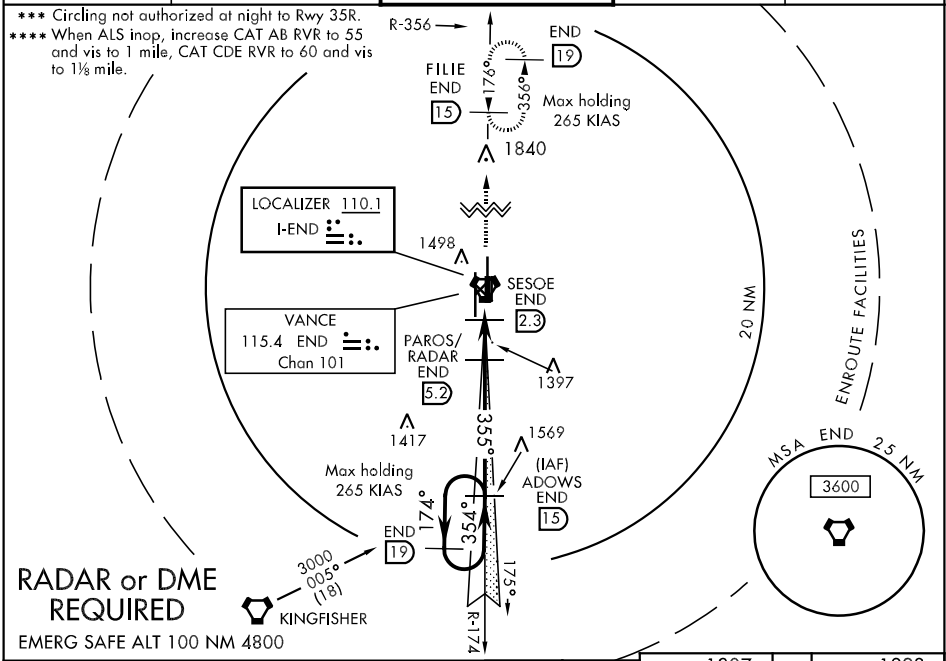 *** Circling not authorized at night to Rwy 35R.
**** When ALS inop, increase CAT AB RVR to 55
and vis to 1 mile, CAT CDE RVR to 60 and vis
to 1⅛ mile.
R-356
END
19
FILIE
END
15
176°
356°
Max holding
265 KIAS
1840
LOCALIZER 110.1
I-END
1498
SESOE
END
2.3
VANCE
115.4 END
Chan 101
PAROS/
RADAR
END
5.2
1397
20 NM
ENROUTE FACILITIES
1417
355°
1569
(IAF)
ADOWS
END
15
Max holding
265 KIAS
174°
354°
END
19
175°
R-174
3000
005°
(18)
KINGFISHER
MSA END 25 NM
3600
RADAR or DME
REQUIRED
EMERG SAFE ALT 100 NM 4800